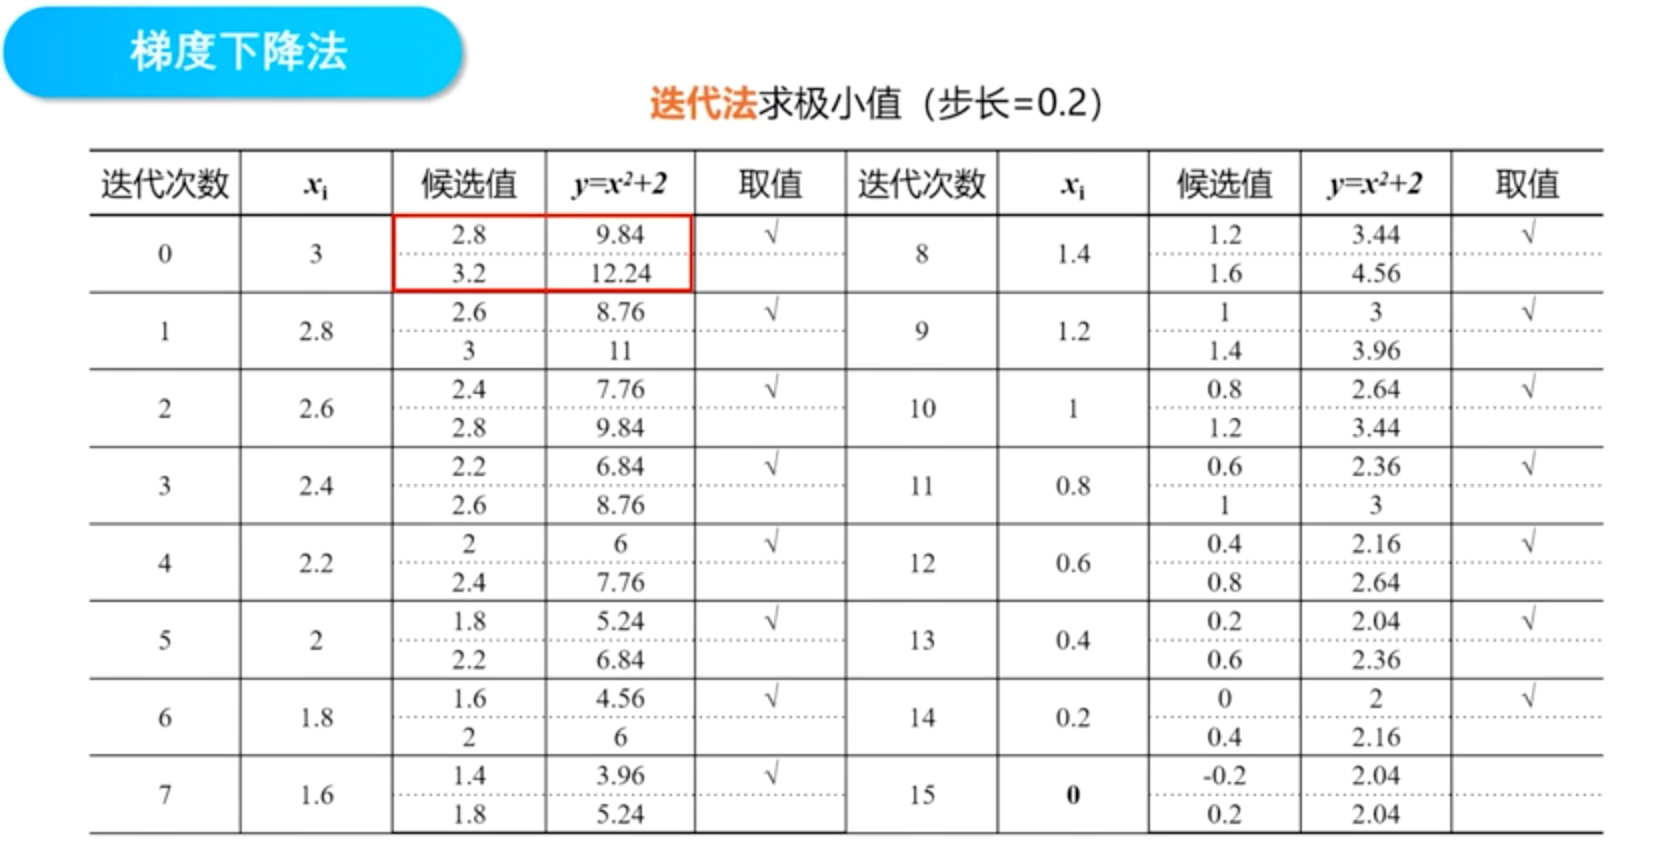 梯度下降法
迭代法求极小值（步长=0.2）
迭代次数 xi 候选值 y=x²+2 取值 迭代次数 xi 候选值 y=x²+2 取值
0 3 2.8 9.84 √ 8 1.4 1.2 3.44 √
3.2 12.24 1.6 4.56
1 2.8 2.6 8.76 √ 9 1.2 1 3 √
3 11 1.4 3.96
2 2.6 2.4 7.76 √ 10 1 0.8 2.64 √
2.8 9.84 1.2 3.44
3 2.4 2.2 6.84 √ 11 0.8 0.6 2.36 √
2.6 8.76 1 3
4 2.2 2 6 √ 12 0.6 0.4 2.16 √
2.4 7.76 0.8 2.64
5 2 1.8 5.24 √ 13 0.4 0.2 2.04 √
2.2 6.84 0.6 2.36
6 1.8 1.6 4.56 √ 14 0.2 0 2 √
2 6 0.4 2.16
7 1.6 1.4 3.96 √ 15 0 -0.2 2.04
1.8 5.24 0.2 2.04